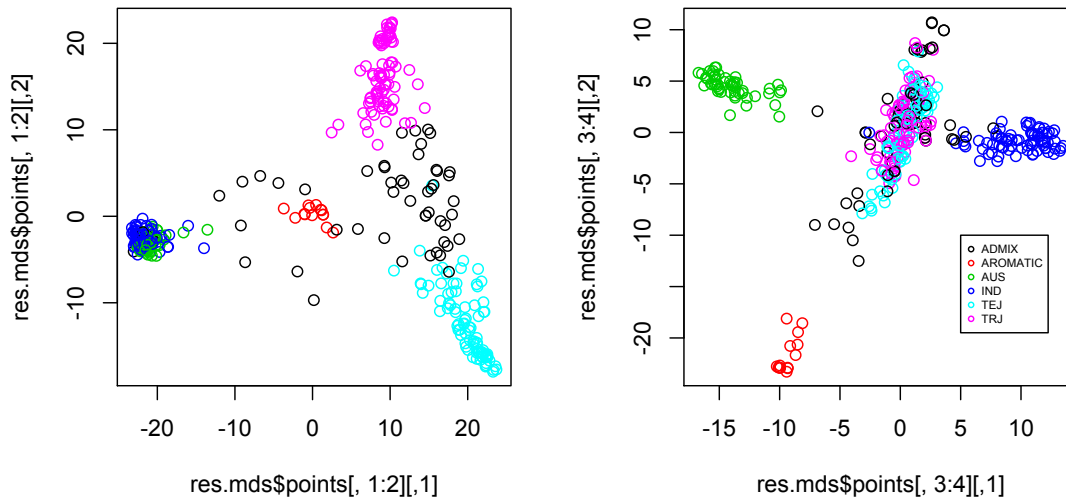 res.mds$points[, 1:2][,2]
20
10
0
-10
-20
0
10
20
res.mds$points[, 1:2][,1]
res.mds$points[, 3:4][,2]
10
5
0
-5
-10
-20
-15
-10
-5
0
5
10
res.mds$points[, 3:4][,1]
ADMIX
AROMATIC
AUS
IND
TEJ
TRJ